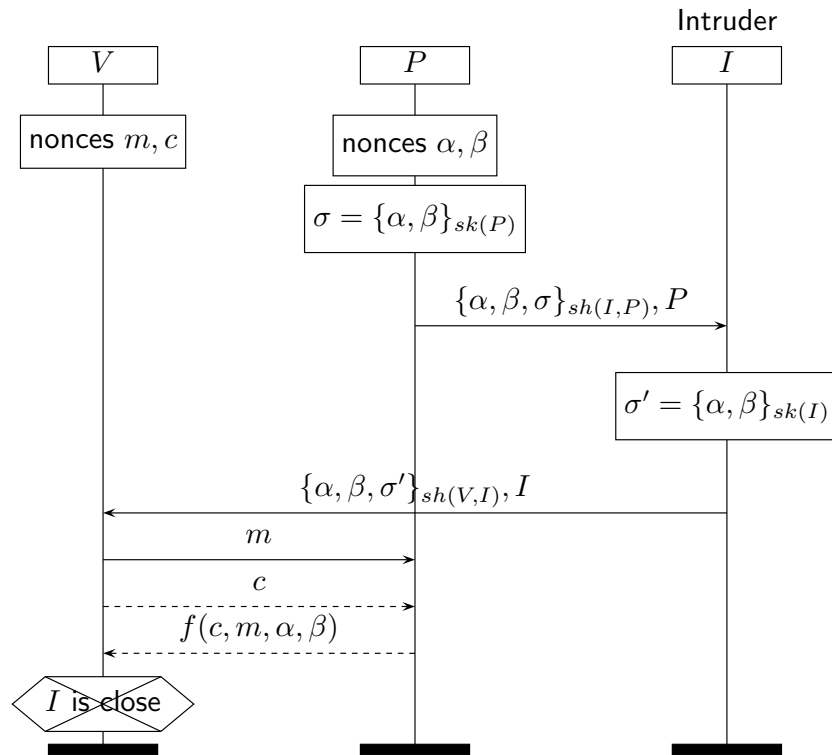 Intruder
V P I
nonces m, c
nonces α, β
σ = {α, β}sk(P)
{α, β, σ}sh(I,P), P
σ′ = {α, β}sk(I)
{α, β, σ′}sh(V,I), I
m
c
f(c, m, α, β)
I is close